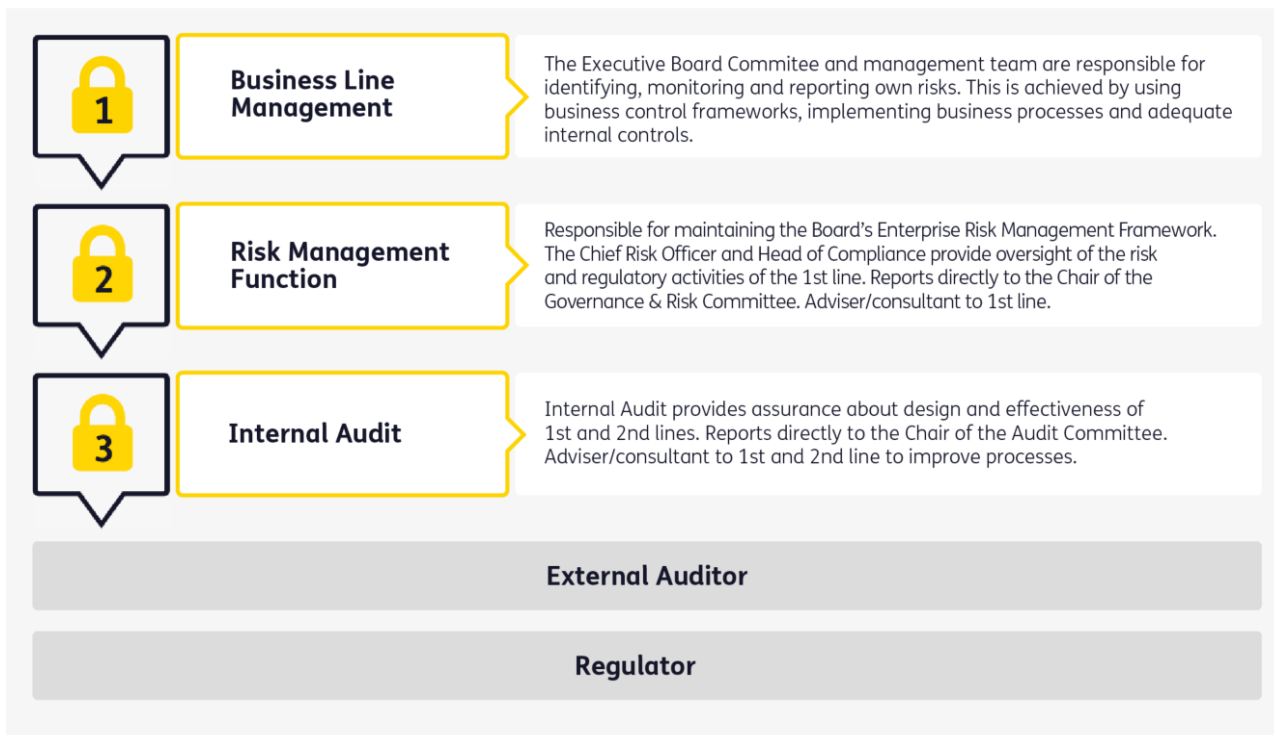 1
Business Line
Management
The Executive Board Commitee and management team are responsible for
identifying, monitoring and reporting own risks. This is achieved by using
business control frameworks, implementing business processes and adequate
internal controls.
2
Risk Management
Function
Responsible for maintaining the Board’s Enterprise Risk Management Framework.
The Chief Risk Officer and Head of Compliance provide oversight of the risk
and regulatory activities of the 1st line. Reports directly to the Chair of the
Governance & Risk Committee. Adviser/consultant to 1st line.
3
Internal Audit
Internal Audit provides assurance about design and effectiveness of
1st and 2nd lines. Reports directly to the Chair of the Audit Committee.
Adviser/consultant to 1st and 2nd line to improve processes.
External Auditor
Regulator